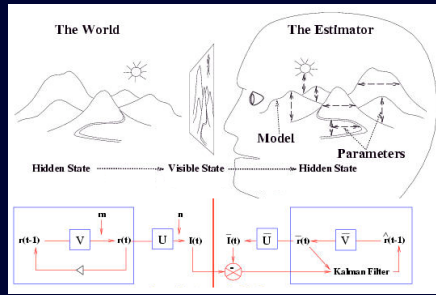 The World
The Estimator
Model
Parameters
Hidden State
Visible State
Hidden State
m
n
r(t-1)
V
r(t)
U
I(t)
I̅(t)
U̅
r̅(t)
V̅
r̂(t-1)
-
Kalman Filter